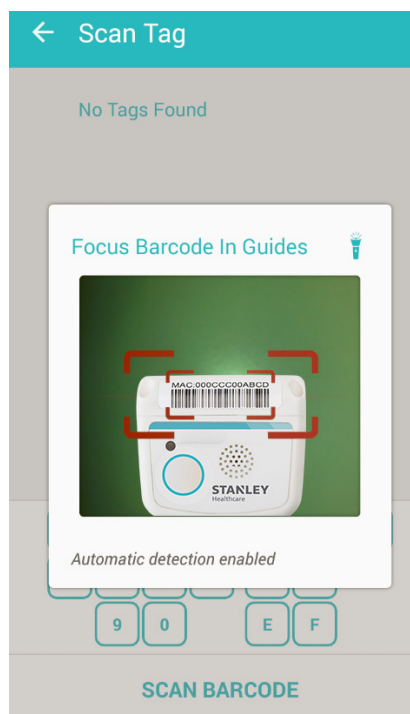 Scan Tag
No Tags Found
Focus Barcode In Guides
MAC:000CCC00ABCD
STANLEY
Healthcare
Automatic detection enabled
9 0 E F
SCAN BARCODE